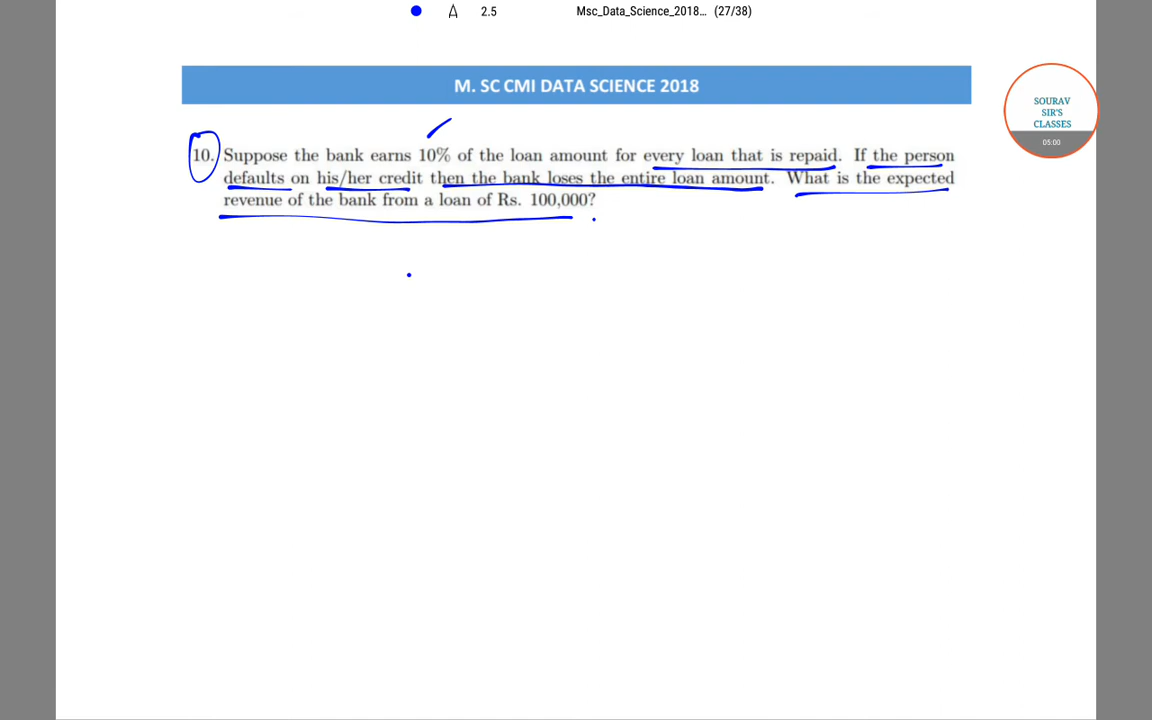 2.5 Msc_Data_Science_2018... (27/38)
M. SC CMI DATA SCIENCE 2018
SOURAV
SIR'S
CLASSES
05:00
10. Suppose the bank earns 10% of the loan amount for every loan that is repaid. If the person
defaults on his/her credit then the bank loses the entire loan amount. What is the expected
revenue of the bank from a loan of Rs. 100,000?